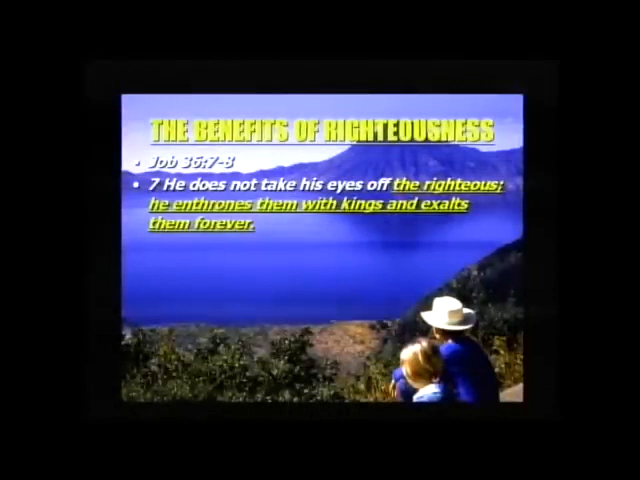 THE BENEFITS OF RIGHTEOUSNESS
• Job 36:7-8
• 7 He does not take his eyes off the righteous;
he enthrones them with kings and exalts
them forever.